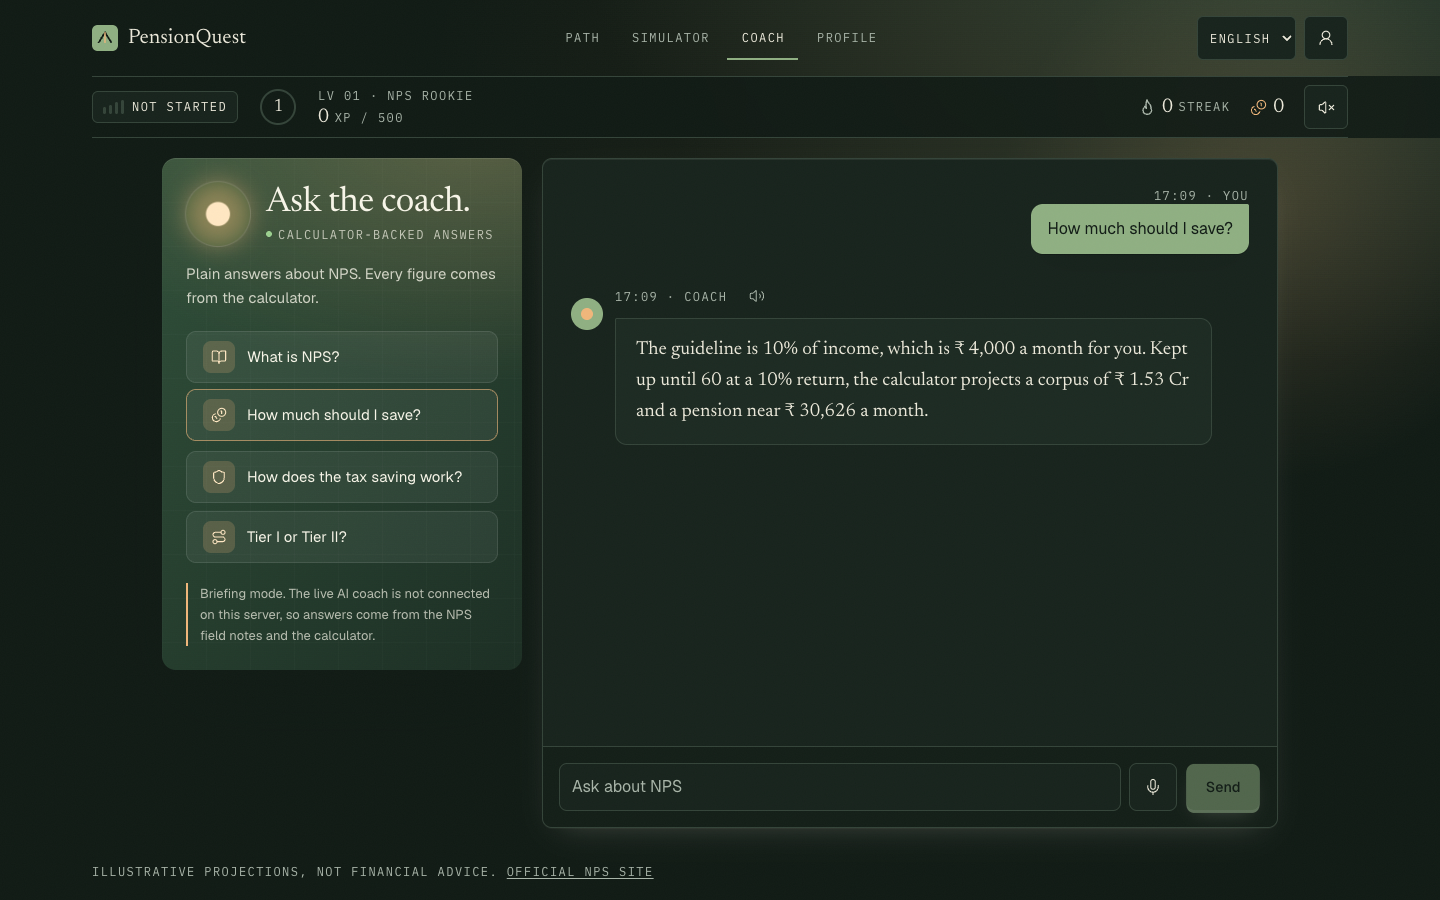 PensionQuest
PATH
SIMULATOR
COACH
PROFILE
ENGLISH
NOT STARTED
1
LV 01 · NPS ROOKIE
0 XP / 500
0 STREAK
0
Ask the coach.
CALCULATOR-BACKED ANSWERS
Plain answers about NPS. Every figure comes
from the calculator.
What is NPS?
How much should I save?
How does the tax saving work?
Tier I or Tier II?
Briefing mode. The live AI coach is not connected
on this server, so answers come from the NPS
field notes and the calculator.
17:09 · YOU
How much should I save?
17:09 · COACH
The guideline is 10% of income, which is ₹ 4,000 a month for you. Kept
up until 60 at a 10% return, the calculator projects a corpus of ₹ 1.53 Cr
and a pension near ₹ 30,626 a month.
Ask about NPS
Send
ILLUSTRATIVE PROJECTIONS, NOT FINANCIAL ADVICE. OFFICIAL NPS SITE